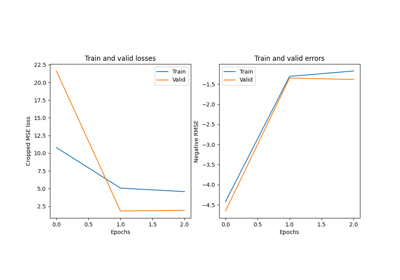 Train and valid losses
22.5
20.0
17.5
15.0
12.5
10.0
7.5
5.0
2.5
Cropped MSE loss
Train
Valid
0.0 0.5 1.0 1.5 2.0
Epochs
Train and valid errors
−1.0
−1.5
−2.0
−2.5
−3.0
−3.5
−4.0
−4.5
Negative RMSE
Train
Valid
0.0 0.5 1.0 1.5 2.0
Epochs